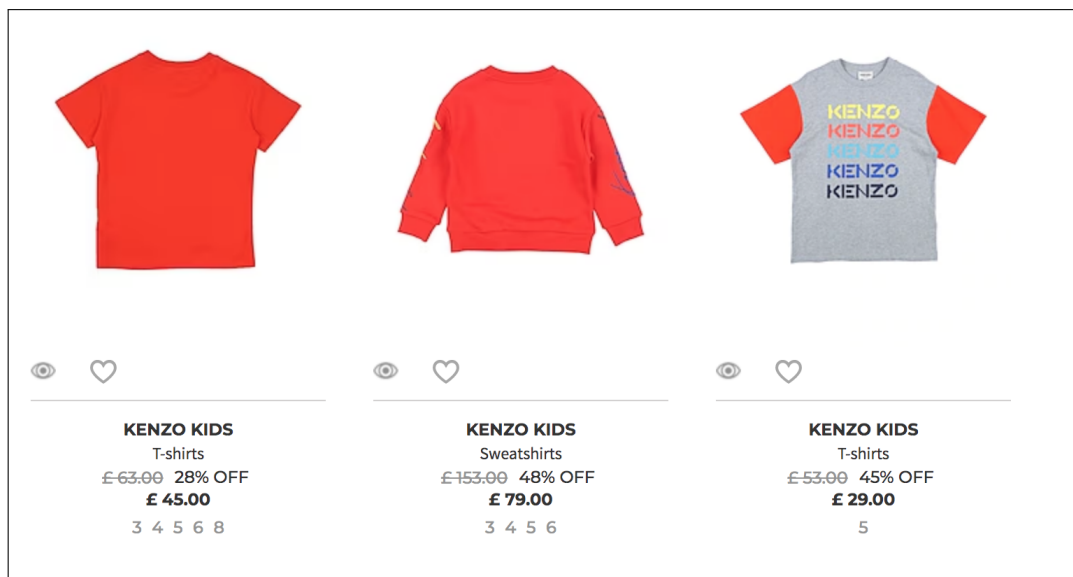 KENZO
KENZO
KENZO
KENZO
KENZO
KENZO KIDS
T-shirts
£ 63.00 28% OFF
£ 45.00
3 4 5 6 8
KENZO KIDS
Sweatshirts
£ 153.00 48% OFF
£ 79.00
3 4 5 6
KENZO KIDS
T-shirts
£ 53.00 45% OFF
£ 29.00
5